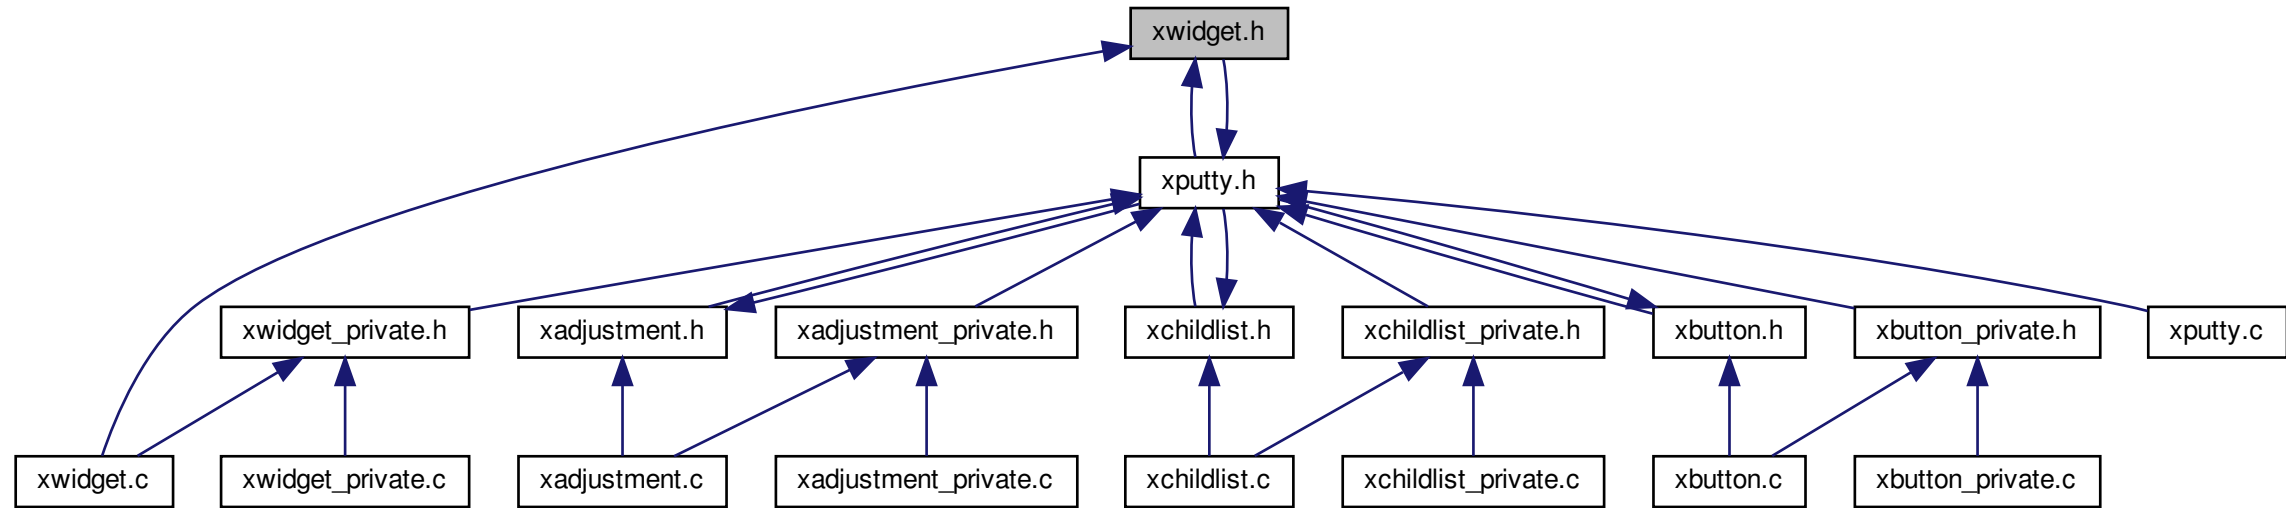 xwidget.h
xputty.h
xwidget_private.h
xadjustment.h
xadjustment_private.h
xchildlist.h
xchildlist_private.h
xbutton.h
xbutton_private.h
xputty.c
xwidget.c
xwidget_private.c
xadjustment.c
xadjustment_private.c
xchildlist.c
xchildlist_private.c
xbutton.c
xbutton_private.c